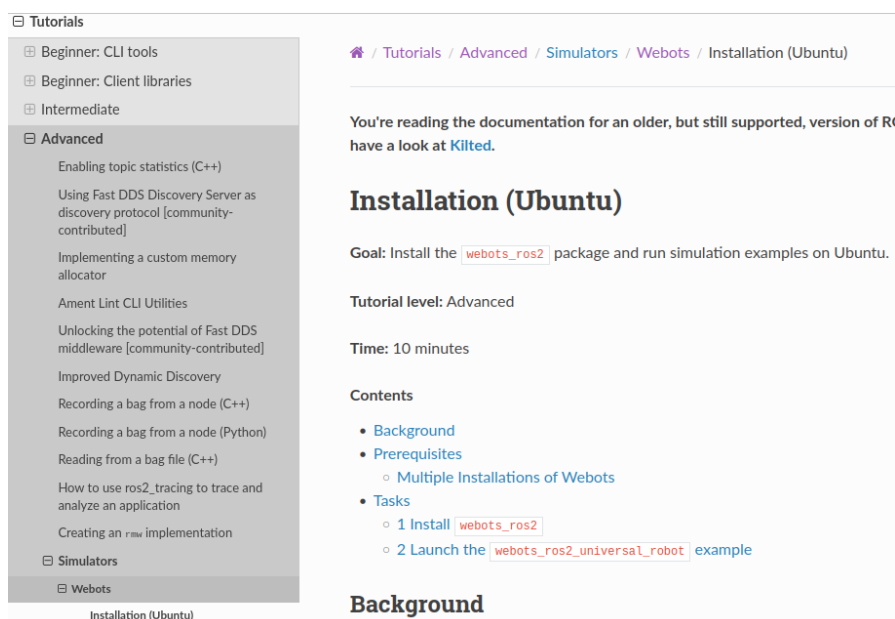 Tutorials
Beginner: CLI tools
Beginner: Client libraries
Intermediate
Advanced
Enabling topic statistics (C++)
Using Fast DDS Discovery Server as
discovery protocol [community-
contributed]
Implementing a custom memory
allocator
Ament Lint CLI Utilities
Unlocking the potential of Fast DDS
middleware [community-contributed]
Improved Dynamic Discovery
Recording a bag from a node (C++)
Recording a bag from a node (Python)
Reading from a bag file (C++)
How to use ros2_tracing to trace and
analyze an application
Creating an rmw implementation
Simulators
Webots
Installation (Ubuntu)
/ Tutorials / Advanced / Simulators / Webots / Installation (Ubuntu)
You're reading the documentation for an older, but still supported, version of
have a look at Kilted.
Installation (Ubuntu)
Goal: Install the webots_ros2 package and run simulation examples on Ubuntu.
Tutorial level: Advanced
Time: 10 minutes
Contents
• Background
• Prerequisites
◦ Multiple Installations of Webots
• Tasks
◦ 1 Install webots_ros2
◦ 2 Launch the webots_ros2_universal_robot example
Background